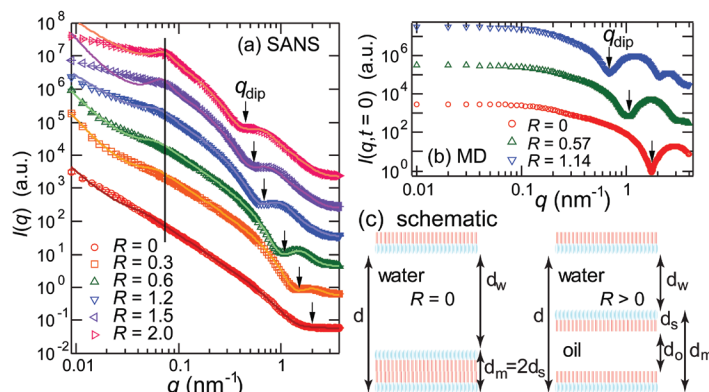 10⁸
10⁷
10⁶
10⁵
10⁴
10³
10²
10¹
10⁰
10⁻¹
10⁻²
I(q) (a.u.)
(a) SANS
q_dip
R = 0
R = 0.3
R = 0.6
R = 1.2
R = 1.5
R = 2.0
0.01 0.1 1
q (nm⁻¹)
10⁶
10⁴
10²
10⁰
I(q,t = 0) (a.u.)
q_dip
R = 0
R = 0.57
R = 1.14
(b) MD
0.01 0.1 1
q (nm⁻¹)
(c) schematic
water water
d R = 0 d_w d R > 0 d_w
d_s
oil d_o d_m
d_m=2d_s